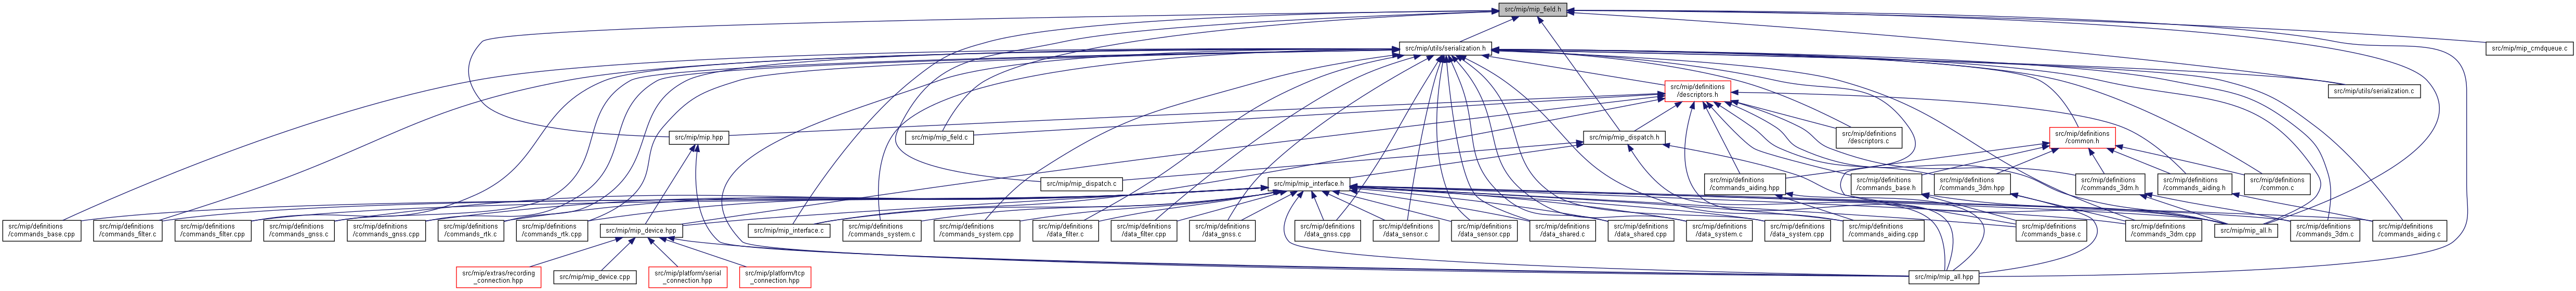 src/mip/mip_field.h
src/mip/utils/serialization.h
src/mip/mip_cmdqueue.c
src/mip/definitions
/descriptors.h
src/mip/utils/serialization.c
src/mip/mip.hpp
src/mip/mip_field.c
src/mip/mip_dispatch.h
src/mip/definitions
/descriptors.c
src/mip/definitions
/common.h
src/mip/mip_dispatch.c
src/mip/mip_interface.h
src/mip/definitions
/commands_aiding.hpp
src/mip/definitions
/commands_base.h
src/mip/definitions
/commands_3dm.hpp
src/mip/definitions
/commands_3dm.h
src/mip/definitions
/commands_aiding.h
src/mip/definitions
/common.c
src/mip/definitions
/commands_base.cpp
src/mip/definitions
/commands_filter.c
src/mip/definitions
/commands_filter.cpp
src/mip/definitions
/commands_gnss.c
src/mip/definitions
/commands_gnss.cpp
src/mip/definitions
/commands_rtk.c
src/mip/definitions
/commands_rtk.cpp
src/mip/mip_device.hpp
src/mip/mip_interface.c
src/mip/definitions
/commands_system.c
src/mip/definitions
/commands_system.cpp
src/mip/definitions
/data_filter.c
src/mip/definitions
/data_filter.cpp
src/mip/definitions
/data_gnss.c
src/mip/definitions
/data_gnss.cpp
src/mip/definitions
/data_sensor.c
src/mip/definitions
/data_sensor.cpp
src/mip/definitions
/data_shared.c
src/mip/definitions
/data_shared.cpp
src/mip/definitions
/data_system.c
src/mip/definitions
/data_system.cpp
src/mip/definitions
/commands_aiding.cpp
src/mip/definitions
/commands_base.c
src/mip/definitions
/commands_3dm.cpp
src/mip/mip_all.h
src/mip/definitions
/commands_3dm.c
src/mip/definitions
/commands_aiding.c
src/mip/extras/recording
_connection.hpp
src/mip/mip_device.cpp
src/mip/platform/serial
_connection.hpp
src/mip/platform/tcp
_connection.hpp
src/mip/mip_all.hpp